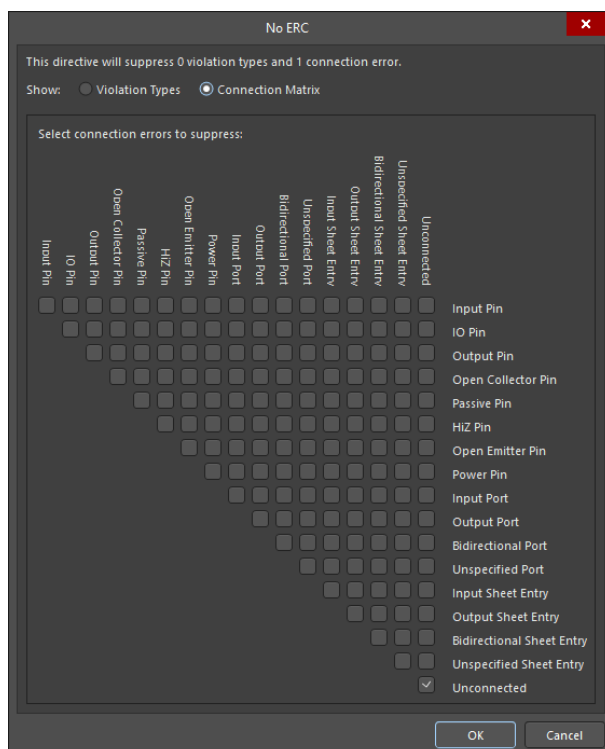 No ERC
This directive will suppress 0 violation types and 1 connection error.
Show: Violation Types Connection Matrix
Select connection errors to suppress:
Input Pin
IO Pin
Output Pin
Open Collector Pin
Passive Pin
HiZ Pin
Open Emitter Pin
Power Pin
Input Port
Output Port
Bidirectional Port
Unspecified Port
Input Sheet Entry
Output Sheet Entry
Bidirectional Sheet Entry
Unspecified Sheet Entry
Unconnected
Input Pin
IO Pin
Output Pin
Open Collector Pin
Passive Pin
HiZ Pin
Open Emitter Pin
Power Pin
Input Port
Output Port
Bidirectional Port
Unspecified Port
Input Sheet Entry
Output Sheet Entry
Bidirectional Sheet Entry
Unspecified Sheet Entry
Unconnected
OK Cancel